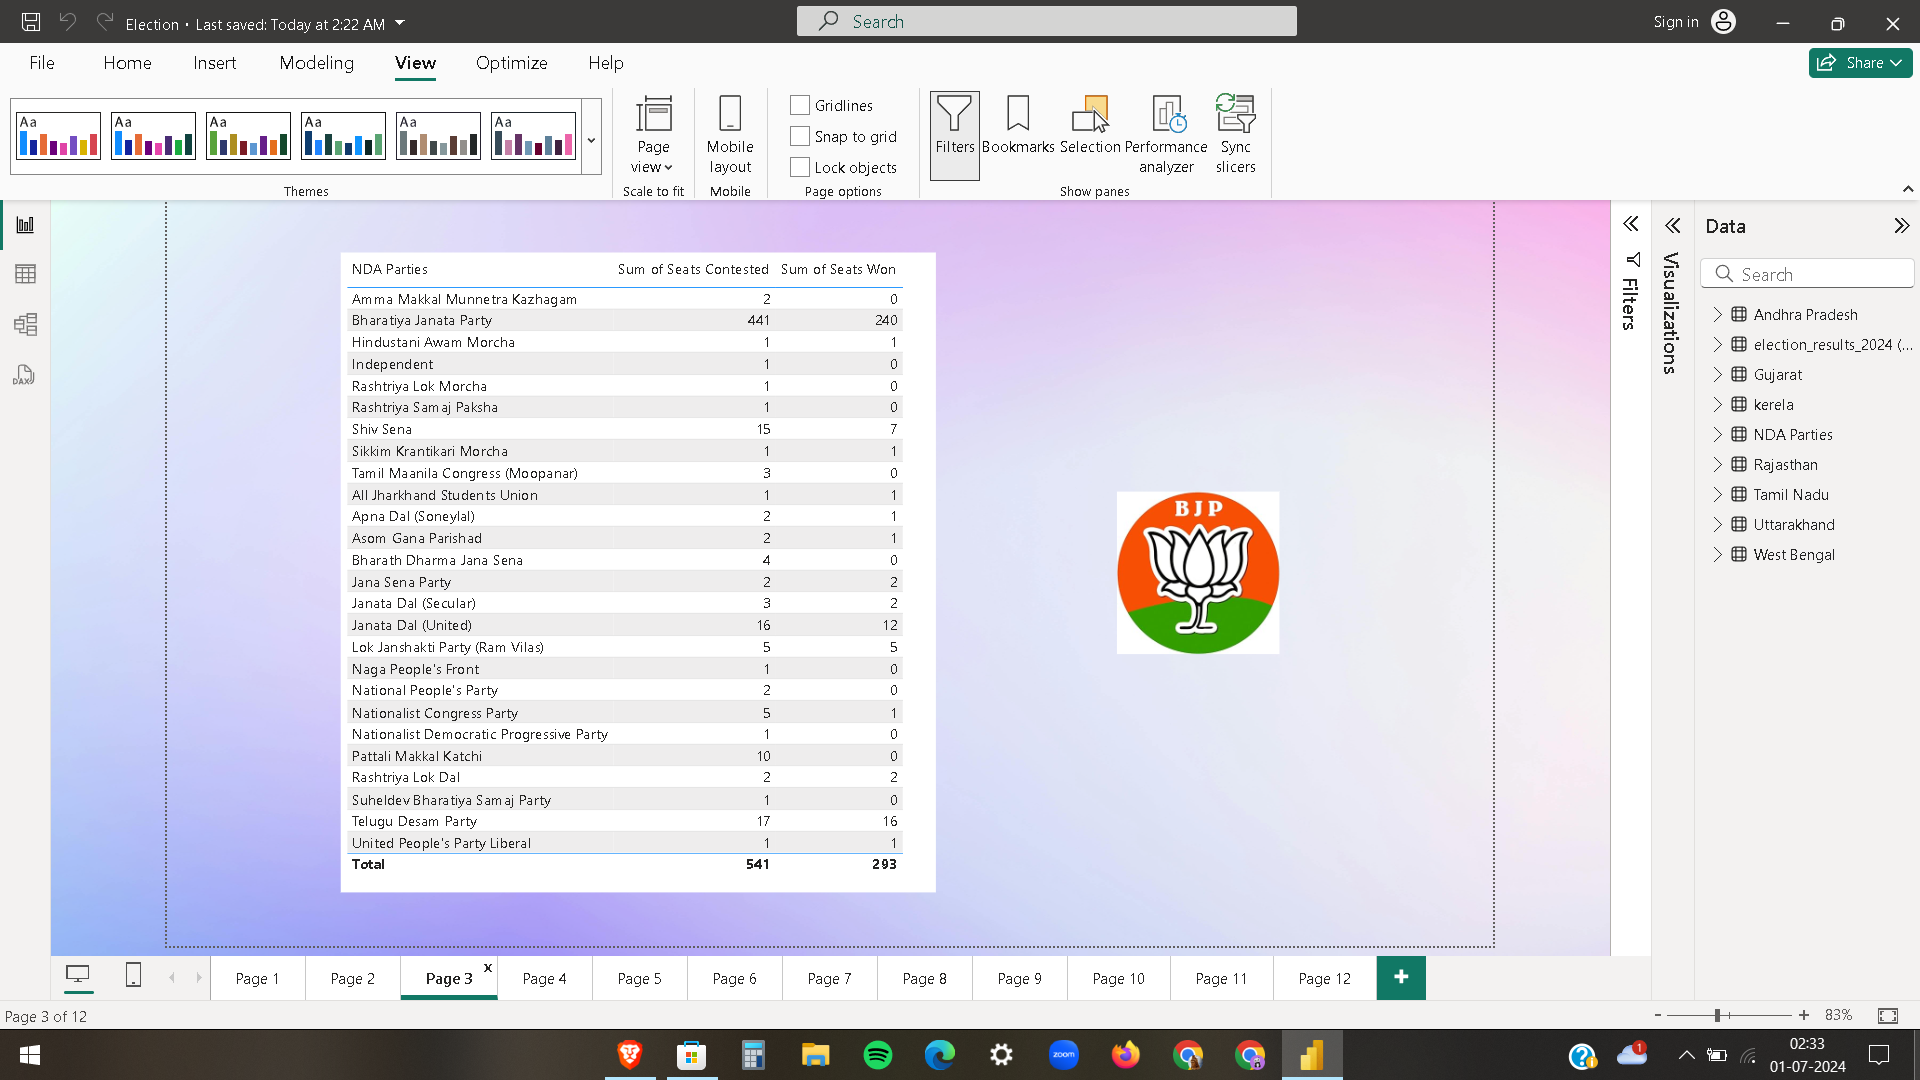 Election • Last saved: Today at 2:22 AM
Search
Sign in
File Home Insert Modeling View Optimize Help
Share
Aa Aa Aa Aa Aa Aa
Themes
Page view
Scale to fit
Mobile layout
Mobile
Gridlines
Snap to grid
Lock objects
Page options
Filters
Bookmarks
Selection
Performance analyzer
Sync slicers
Show panes
NDA Parties Sum of Seats Contested Sum of Seats Won
Amma Makkal Munnetra Kazhagam 2 0
Bharatiya Janata Party 441 240
Hindustani Awam Morcha 1 1
Independent 1 0
Rashtriya Lok Morcha 1 0
Rashtriya Samaj Paksha 1 0
Shiv Sena 15 7
Sikkim Krantikari Morcha 1 1
Tamil Maanila Congress (Moopanar) 3 0
All Jharkhand Students Union 1 1
Apna Dal (Soneylal) 2 1
Asom Gana Parishad 2 1
Bharath Dharma Jana Sena 4 0
Jana Sena Party 2 2
Janata Dal (Secular) 3 2
Janata Dal (United) 16 12
Lok Janshakti Party (Ram Vilas) 5 5
Naga People's Front 1 0
National People's Party 2 0
Nationalist Congress Party 5 1
Nationalist Democratic Progressive Party 1 0
Pattali Makkal Katchi 10 0
Rashtriya Lok Dal 2 2
Suheldev Bharatiya Samaj Party 1 0
Telugu Desam Party 17 16
United People's Party Liberal 1 1
Total 541 293
BJP
Filters
Visualizations
Data
Search
Andhra Pradesh
election_results_2024 (...
Gujarat
kerela
NDA Parties
Rajasthan
Tamil Nadu
Uttarakhand
West Bengal
DAX
Page 1 Page 2 Page 3 x Page 4 Page 5 Page 6 Page 7 Page 8 Page 9 Page 10 Page 11 Page 12 +
Page 3 of 12
- + 83%
zoom
1
02:33
01-07-2024